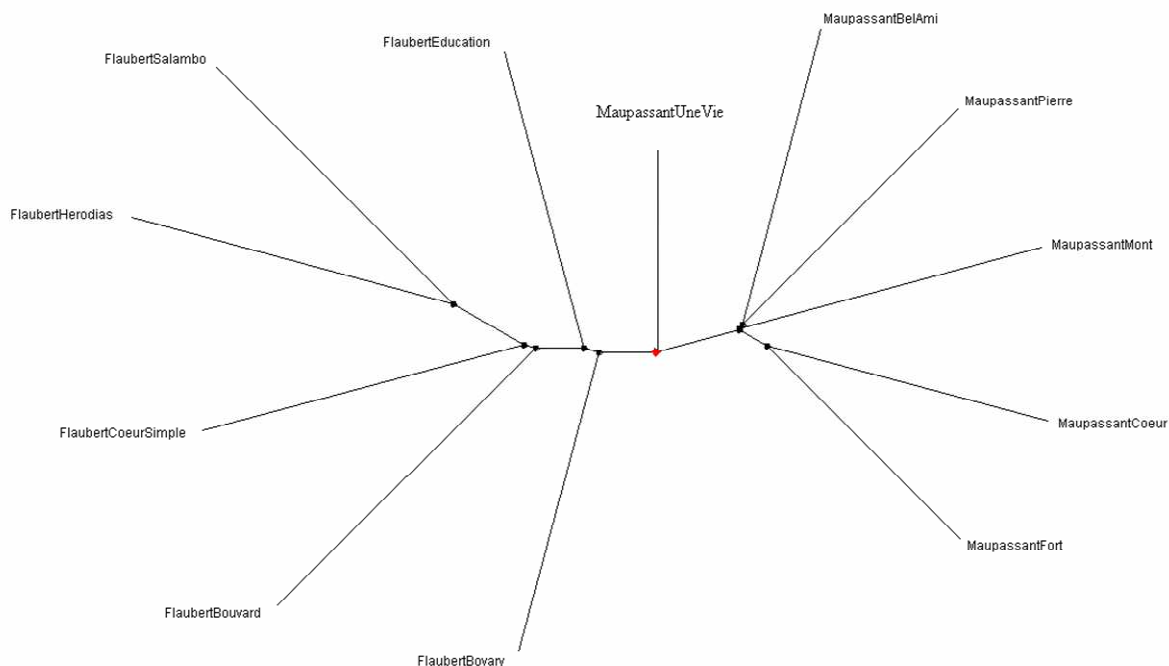 MaupassantBelAmi
FlaubertEducation
FlaubertSalambo
MaupassantPierre
MaupassantUneVie
FlaubertHerodias
MaupassantMont
MaupassantCoeur
FlaubertCoeurSimple
MaupassantFort
FlaubertBouvard
FlaubertBovary